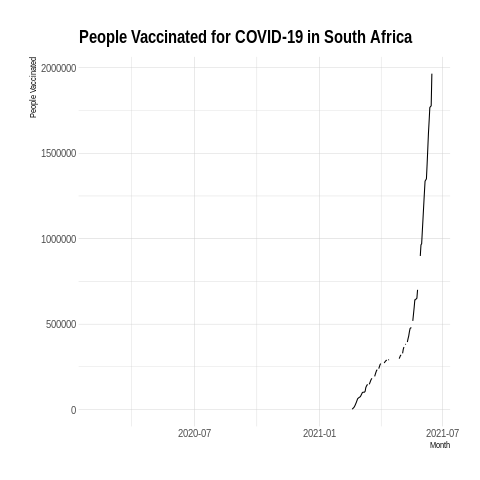 People Vaccinated for COVID-19 in South Africa
People Vaccinated
2000000
1500000
1000000
500000
0
2020-07
2021-01
2021-07
Month